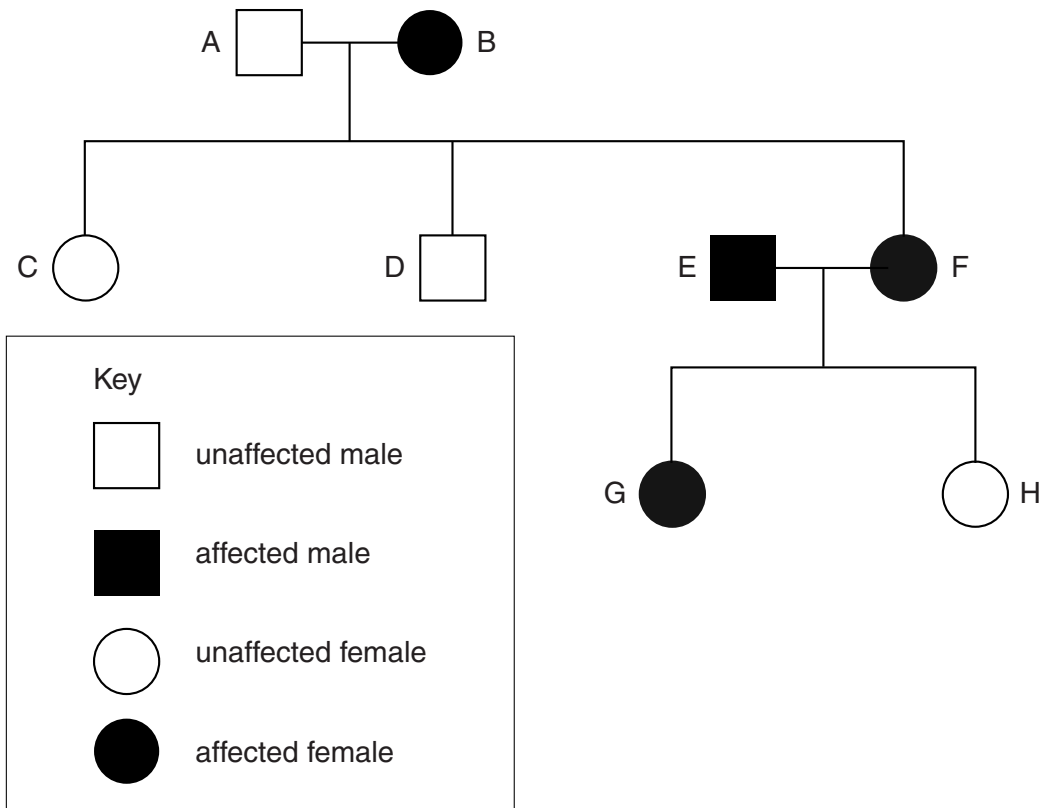 A B
C D E F
Key
unaffected male
G H
affected male
unaffected female
affected female